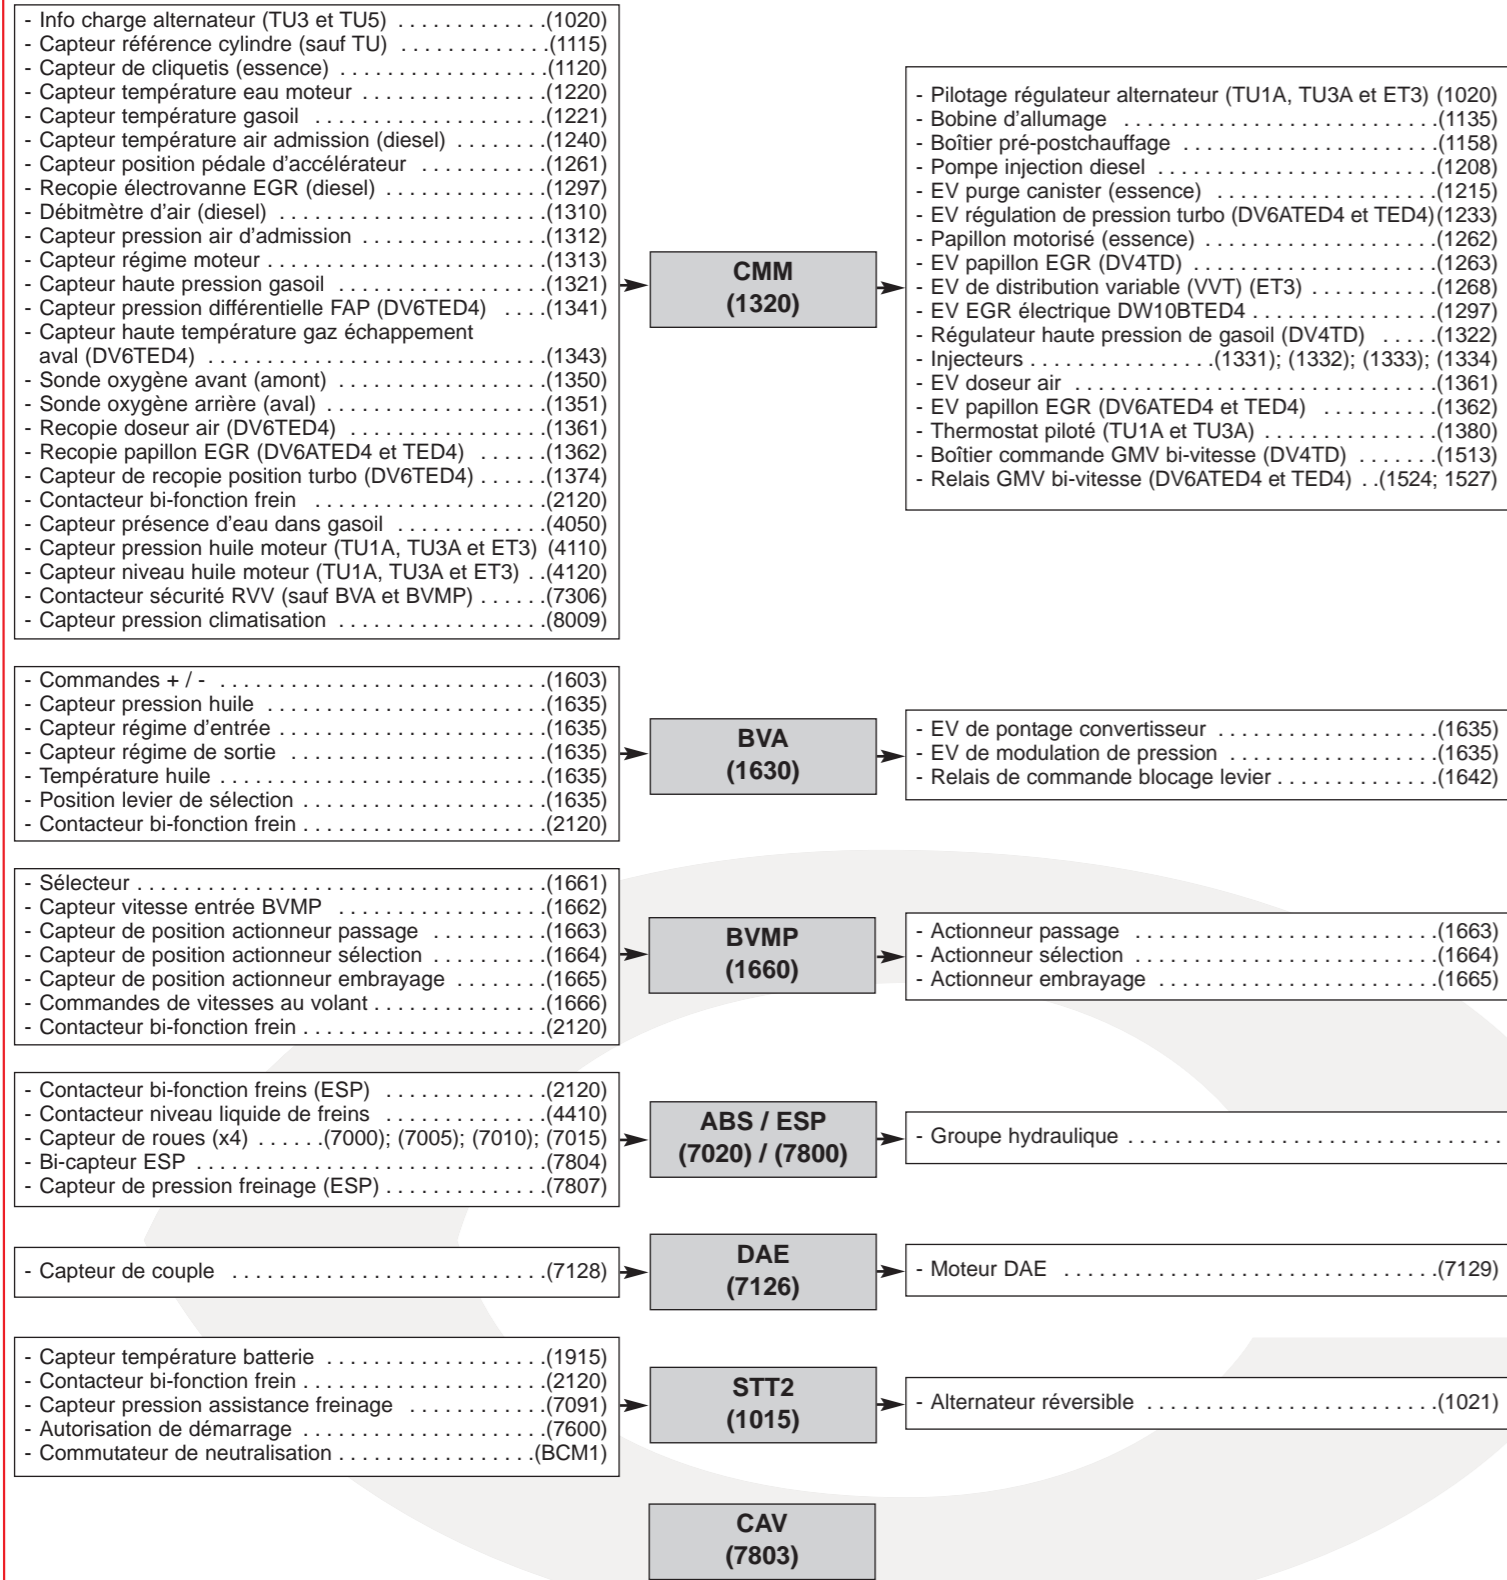 - Info charge alternateur (TU3 et TU5) . . . . . . . . . . . . .(1020)
- Capteur référence cylindre (sauf TU) . . . . . . . . . . . . .(1115)
- Capteur de cliquetis (essence) . . . . . . . . . . . . . . . . . .(1120)
- Capteur température eau moteur . . . . . . . . . . . . . . . .(1220)
- Capteur température gasoil . . . . . . . . . . . . . . . . . . . .(1221)
- Capteur température air admission (diesel) . . . . . . . .(1240)
- Capteur position pédale d'accélérateur . . . . . . . . . . . .(1261)
- Recopie électrovanne EGR (diesel) . . . . . . . . . . . . . .(1297)
- Débitmètre d'air (diesel) . . . . . . . . . . . . . . . . . . . . . . .(1310)
- Capteur pression air d'admission . . . . . . . . . . . . . . . .(1312)
- Capteur régime moteur . . . . . . . . . . . . . . . . . . . . . .(1313)
- Capteur haute pression gasoil . . . . . . . . . . . . . . . . . . .(1321)
- Capteur pression différentielle FAP (DV6TED4) . . . .(1341)
- Capteur haute température gaz échappement
aval (DV6TED4) . . . . . . . . . . . . . . . . . . . . . . . . . . . . .(1343)
- Sonde oxygène avant (amont) . . . . . . . . . . . . . . . . . .(1350)
- Sonde oxygène arrière (aval) . . . . . . . . . . . . . . . . . . .(1351)
- Recopie doseur air (DV6TED4) . . . . . . . . . . . . . . . . .(1361)
- Recopie papillon EGR (DV6ATED4 et TED4) . . . . . .(1362)
- Capteur de recopie position turbo (DV6TED4) . . . . . .(1374)
- Contacteur bi-fonction frein . . . . . . . . . . . . . . . . . . . .(2120)
- Capteur présence d'eau dans gasoil . . . . . . . . . . . . .(4050)
- Capteur pression huile moteur (TU1A, TU3A et ET3) (4110)
- Capteur niveau huile moteur (TU1A, TU3A et ET3) . .(4120)
- Contacteur sécurité RVV (sauf BVA et BVMP) . . . . . .(7306)
- Capteur pression climatisation . . . . . . . . . . . . . . . . . .(8009)
CMM
(1320)
- Pilotage régulateur alternateur (TU1A, TU3A et ET3) (1020)
- Bobine d'allumage . . . . . . . . . . . . . . . . . . . . . . . . . . .(1135)
- Boîtier pré-postchauffage . . . . . . . . . . . . . . . . . . . . . .(1158)
- Pompe injection diesel . . . . . . . . . . . . . . . . . . . . . . . .(1208)
- EV purge canister (essence) . . . . . . . . . . . . . . . . . . . .(1215)
- EV régulation de pression turbo (DV6ATED4 et TED4)(1233)
- Papillon motorisé (essence) . . . . . . . . . . . . . . . . . . . .(1262)
- EV papillon EGR (DV4TD) . . . . . . . . . . . . . . . . . . . . .(1263)
- EV de distribution variable (VVT) (ET3) . . . . . . . . . . . .(1268)
- EV EGR électrique DW10BTED4 . . . . . . . . . . . . . . . .(1297)
- Régulateur haute pression de gasoil (DV4TD) . . . . .(1322)
- Injecteurs . . . . . . . . . . . . . . . .(1331); (1332); (1333); (1334)
- EV doseur air . . . . . . . . . . . . . . . . . . . . . . . . . . . . . . .(1361)
- EV papillon EGR (DV6ATED4 et TED4) . . . . . . . . . .(1362)
- Thermostat piloté (TU1A et TU3A) . . . . . . . . . . . . . . .(1380)
- Boîtier commande GMV bi-vitesse (DV4TD) . . . . . . .(1513)
- Relais GMV bi-vitesse (DV6ATED4 et TED4) . .(1524; 1527)
- Commandes + / - . . . . . . . . . . . . . . . . . . . . . . . . . . . .(1603)
- Capteur pression huile . . . . . . . . . . . . . . . . . . . . . . . .(1635)
- Capteur régime d'entrée . . . . . . . . . . . . . . . . . . . . . . .(1635)
- Capteur régime de sortie . . . . . . . . . . . . . . . . . . . . . .(1635)
- Température huile . . . . . . . . . . . . . . . . . . . . . . . . . . . .(1635)
- Position levier de sélection . . . . . . . . . . . . . . . . . . . . .(1635)
- Contacteur bi-fonction frein . . . . . . . . . . . . . . . . . . . . .(2120)
BVA
(1630)
- EV de pontage convertisseur . . . . . . . . . . . . . . . . . . .(1635)
- EV de modulation de pression . . . . . . . . . . . . . . . . . . .(1635)
- Relais de commande blocage levier . . . . . . . . . . . . . .(1642)
- Sélecteur . . . . . . . . . . . . . . . . . . . . . . . . . . . . . . . . . . .(1661)
- Capteur vitesse entrée BVMP . . . . . . . . . . . . . . . . . .(1662)
- Capteur de position actionneur passage . . . . . . . . . .(1663)
- Capteur de position actionneur sélection . . . . . . . . . .(1664)
- Capteur de position actionneur embrayage . . . . . . . .(1665)
- Commandes de vitesses au volant . . . . . . . . . . . . . . .(1666)
- Contacteur bi-fonction frein . . . . . . . . . . . . . . . . . . . . .(2120)
BVMP
(1660)
- Actionneur passage . . . . . . . . . . . . . . . . . . . . . . . . . .(1663)
- Actionneur sélection . . . . . . . . . . . . . . . . . . . . . . . . . .(1664)
- Actionneur embrayage . . . . . . . . . . . . . . . . . . . . . . . .(1665)
- Contacteur bi-fonction freins (ESP) . . . . . . . . . . . . . .(2120)
- Contacteur niveau liquide de freins . . . . . . . . . . . . . .(4410)
- Capteur de roues (x4) . . . . . .(7000); (7005); (7010); (7015)
- Bi-capteur ESP . . . . . . . . . . . . . . . . . . . . . . . . . . . . . .(7804)
- Capteur de pression freinage (ESP) . . . . . . . . . . . . . .(7807)
ABS / ESP
(7020) / (7800)
- Groupe hydraulique . . . . . . . . . . . . . . . . . . . . . . . . . . . . . . . .
- Capteur de couple . . . . . . . . . . . . . . . . . . . . . . . . . . .(7128)
DAE
(7126)
- Moteur DAE . . . . . . . . . . . . . . . . . . . . . . . . . . . . . . . .(7129)
- Capteur température batterie . . . . . . . . . . . . . . . . . . .(1915)
- Contacteur bi-fonction frein . . . . . . . . . . . . . . . . . . . . .(2120)
- Capteur pression assistance freinage . . . . . . . . . . . .(7091)
- Autorisation de démarrage . . . . . . . . . . . . . . . . . . . . . .(7600)
- Commutateur de neutralisation . . . . . . . . . . . . . . . . .(BCM1)
STT2
(1015)
- Alternateur réversible . . . . . . . . . . . . . . . . . . . . . . . . .(1021)
CAV
(7803)